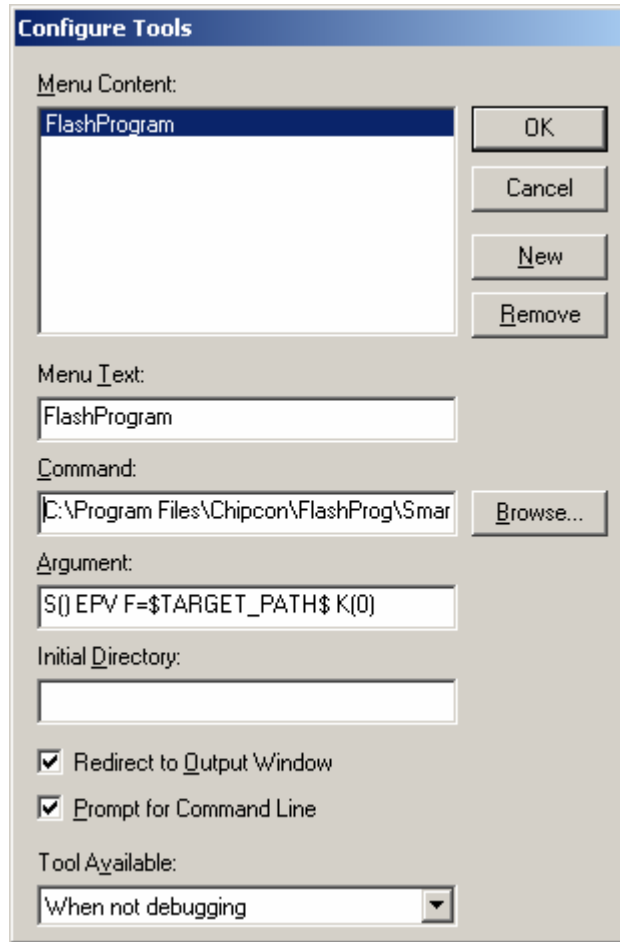 Configure Tools
Menu Content:
FlashProgram
OK
Cancel
New
Remove
Menu Text:
FlashProgram
Command:
C:\Program Files\Chipcon\FlashProg\Smar
Browse...
Argument:
S() EPV F=$TARGET_PATH$ K(0)
Initial Directory:
Redirect to Output Window
Prompt for Command Line
Tool Available:
When not debugging